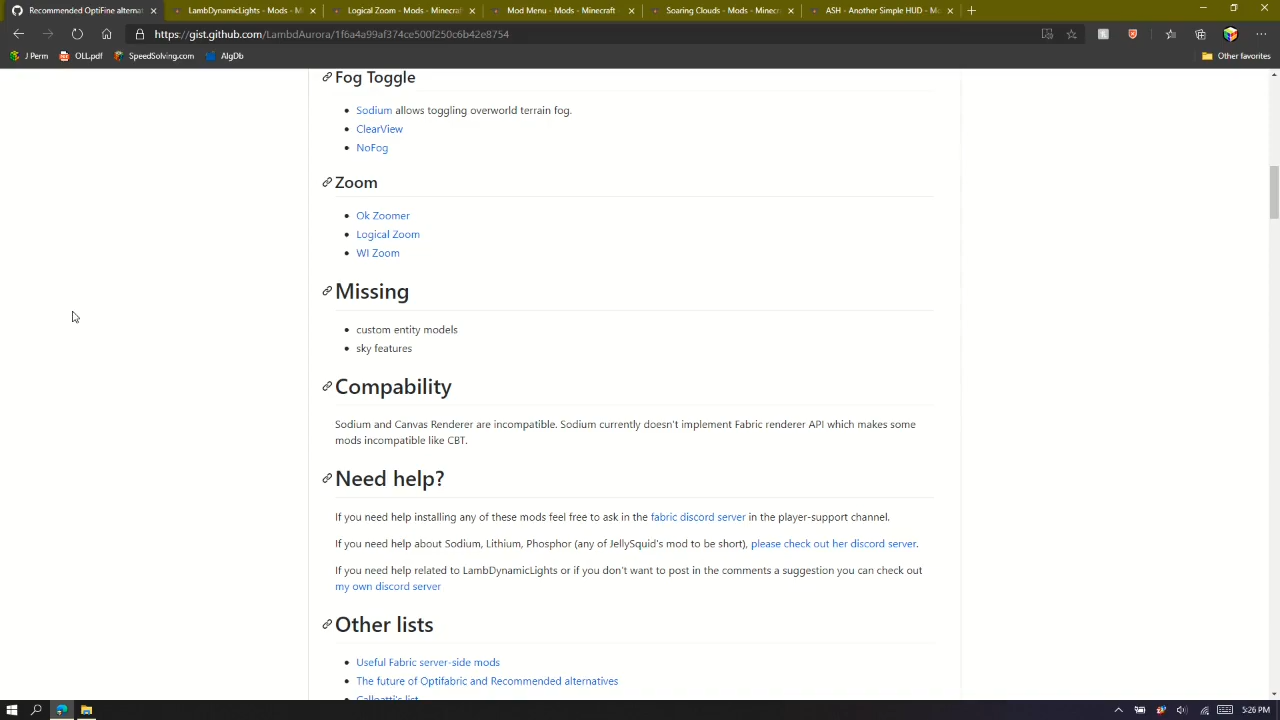 Recommended OptiFine alternat
LambDynamicLights - Mods - M
Logical Zoom - Mods - Minecraf
Mod Menu - Mods - Minecraft
Soaring Clouds - Mods - Minecra
ASH - Another Simple HUD - M
https://gist.github.com/LambdAurora/1f6a4a99af374ce500f250c6b42e8754
J Perm
OLL.pdf
SpeedSolving.com
AlgDb
Other favorites
Fog Toggle
Sodium allows toggling overworld terrain fog.
ClearView
NoFog
Zoom
Ok Zoomer
Logical Zoom
WI Zoom
Missing
custom entity models
sky features
Compability
Sodium and Canvas Renderer are incompatible. Sodium currently doesn't implement Fabric renderer API which makes some
mods incompatible like CBT.
Need help?
If you need help installing any of these mods feel free to ask in the fabric discord server in the player-support channel.
If you need help about Sodium, Lithium, Phosphor (any of JellySquid's mod to be short), please check out her discord server.
If you need help related to LambDynamicLights or if you don't want to post in the comments a suggestion you can check out
my own discord server
Other lists
Useful Fabric server-side mods
The future of Optifabric and Recommended alternatives
5:26 PM